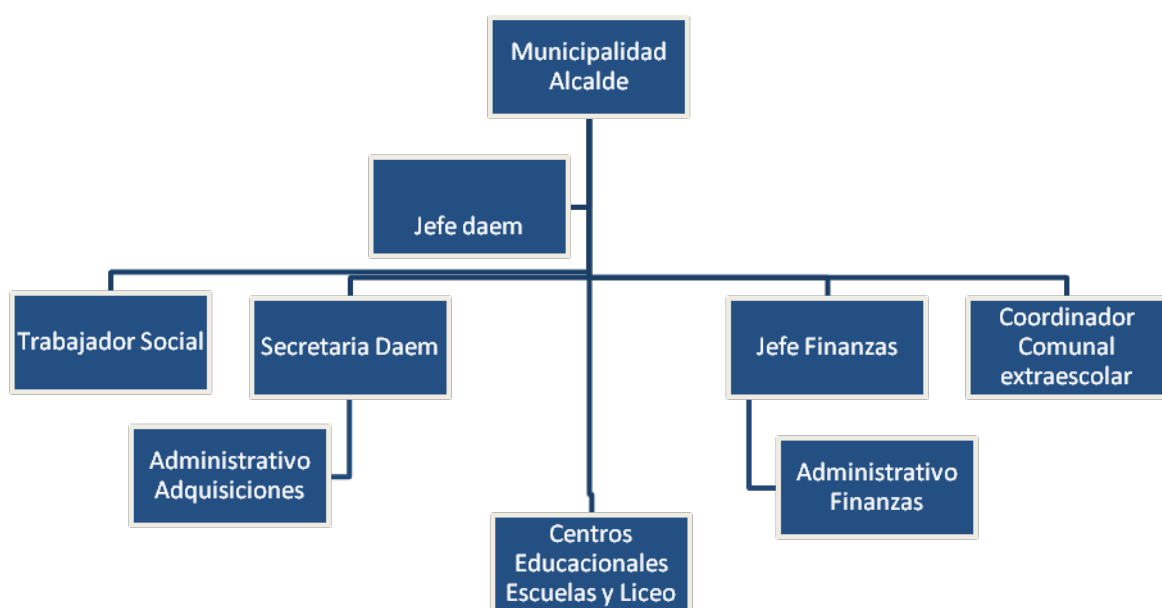 Municipalidad
Alcalde
Jefe daem
Trabajador Social
Secretaria Daem
Jefe Finanzas
Coordinador
Comunal
extraescolar
Administrativo
Adquisiciones
Administrativo
Finanzas
Centros
Educacionales
Escuelas y Liceo